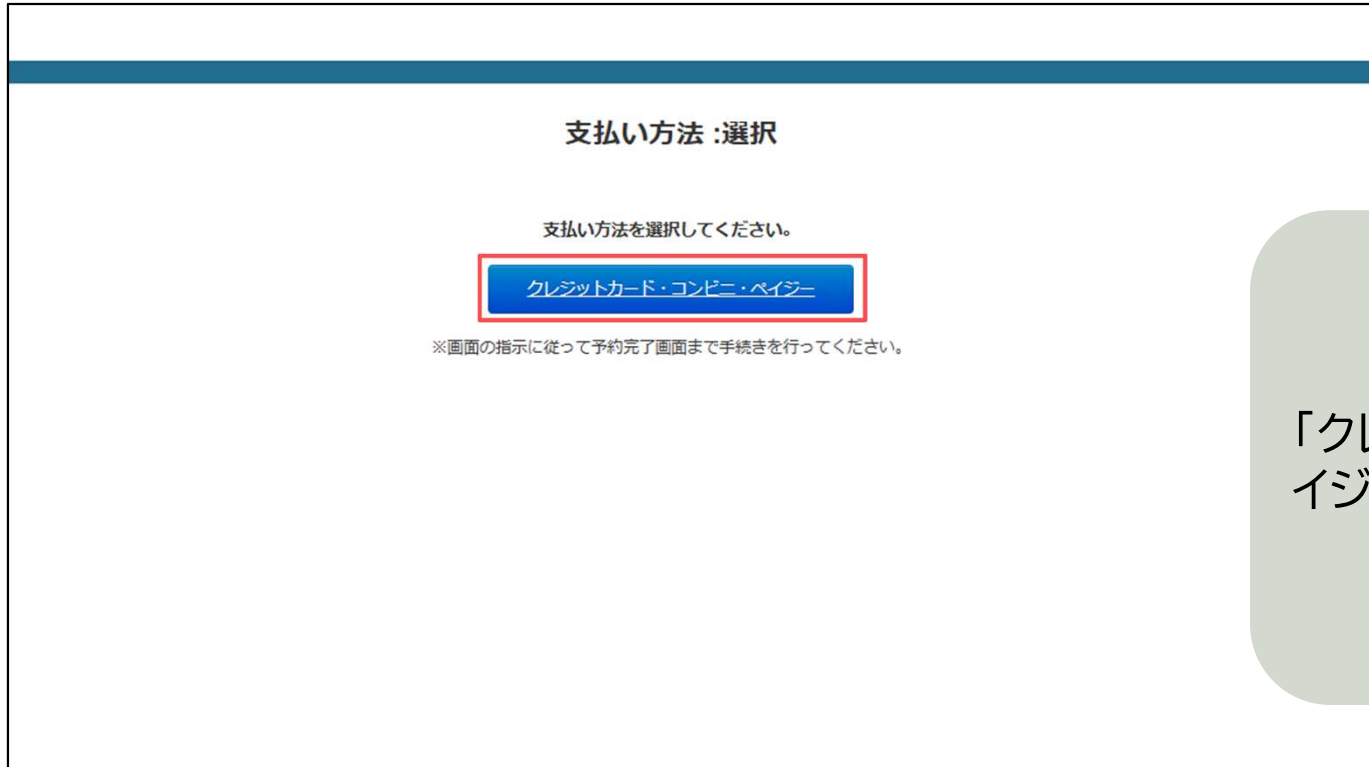 支払い方法 :選択
支払い方法を選択してください。
クレジットカード・コンビニ・ペイジー
※画面の指示に従って予約完了画面まで手続きを行ってください。
「ク
イジ